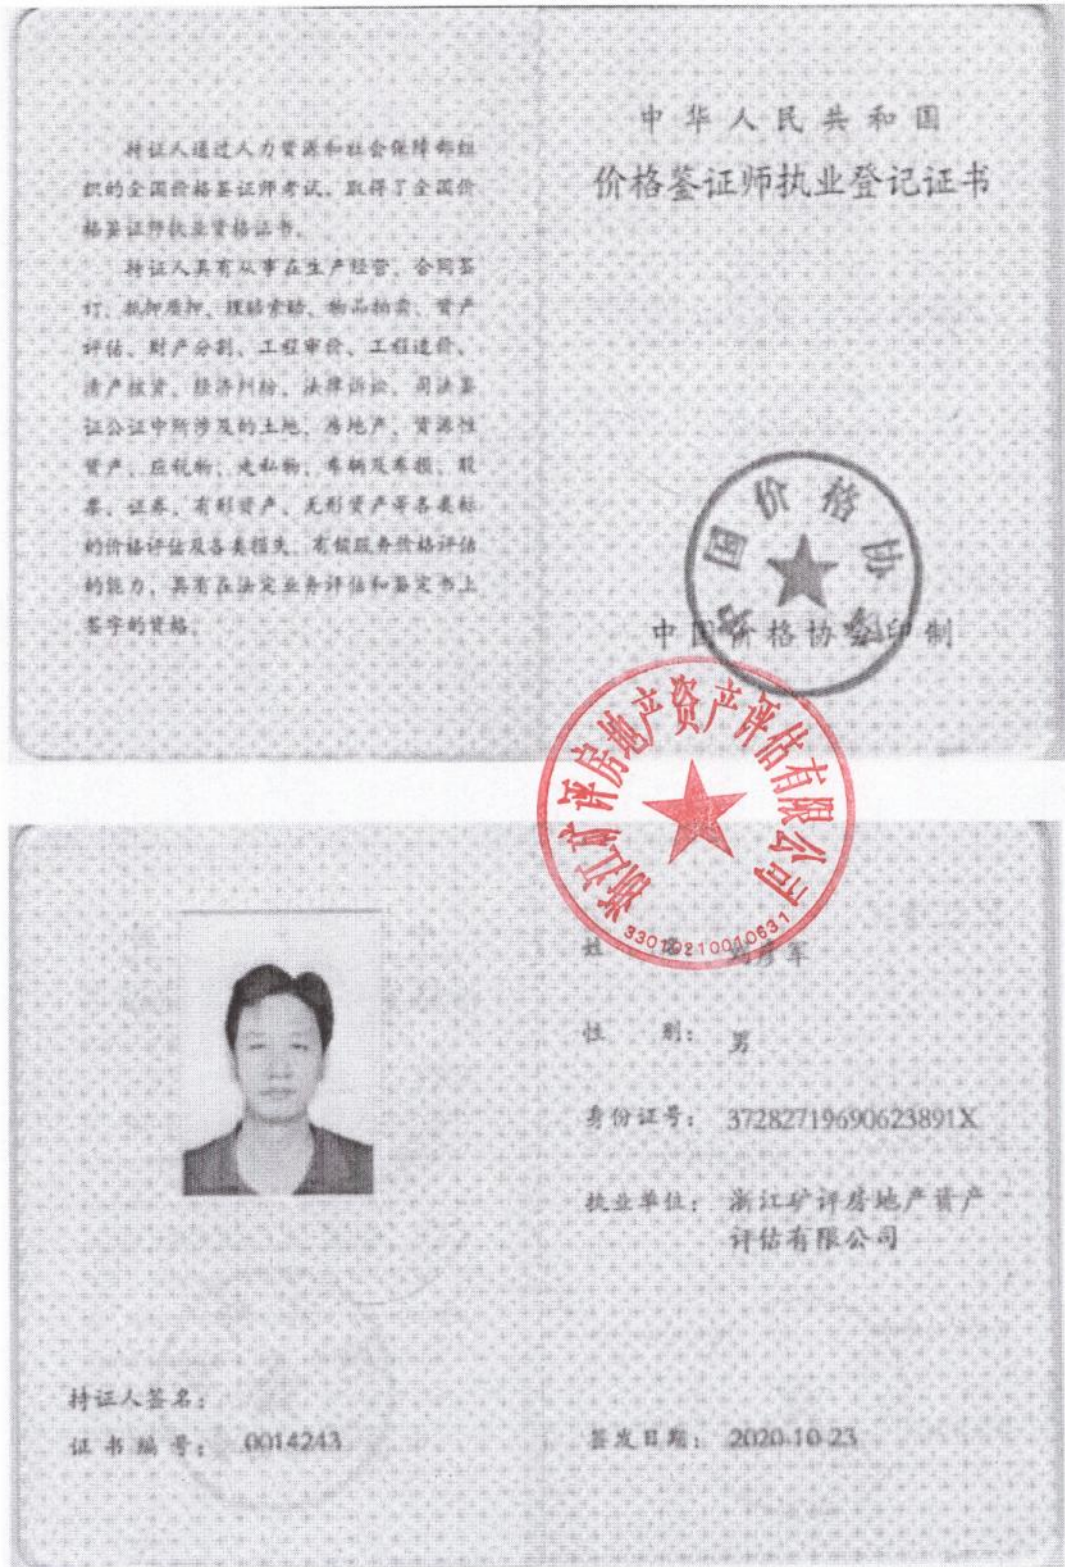 持证人通过人力资源和社会保障部组
织的全国价格鉴证师考试，取得了全国价
格鉴证师执业资格证书。
持证人具有从事在生产经营、合同签
订、抵押质押、理赔索赔、物品拍卖、资产
评估、财产分割、工程审价、工程造价、
清产核资、经济纠纷、法律诉讼、司法鉴
证公证中所涉及的土地、房地产、资源性
资产、应税物、走私物、车辆及车损、股
票、证券、有形资产、无形资产等各类标
的价格评估及各类损失、有偿服务价格评估
的能力，具有在法定业务评估和鉴定书上
签字的资格。
中华人民共和国
价格鉴证师执业登记证书
中国价格协会
中国价格协会印制
浙江矿评房地产资产评估有限公司
33010210010631
姓 名：
军
性 别： 男
身份证号： 37282719690623891X
执业单位： 浙江矿评房地产资产
评估有限公司
持证人签名：
证书编号： 0014243
签发日期： 2020-10-23